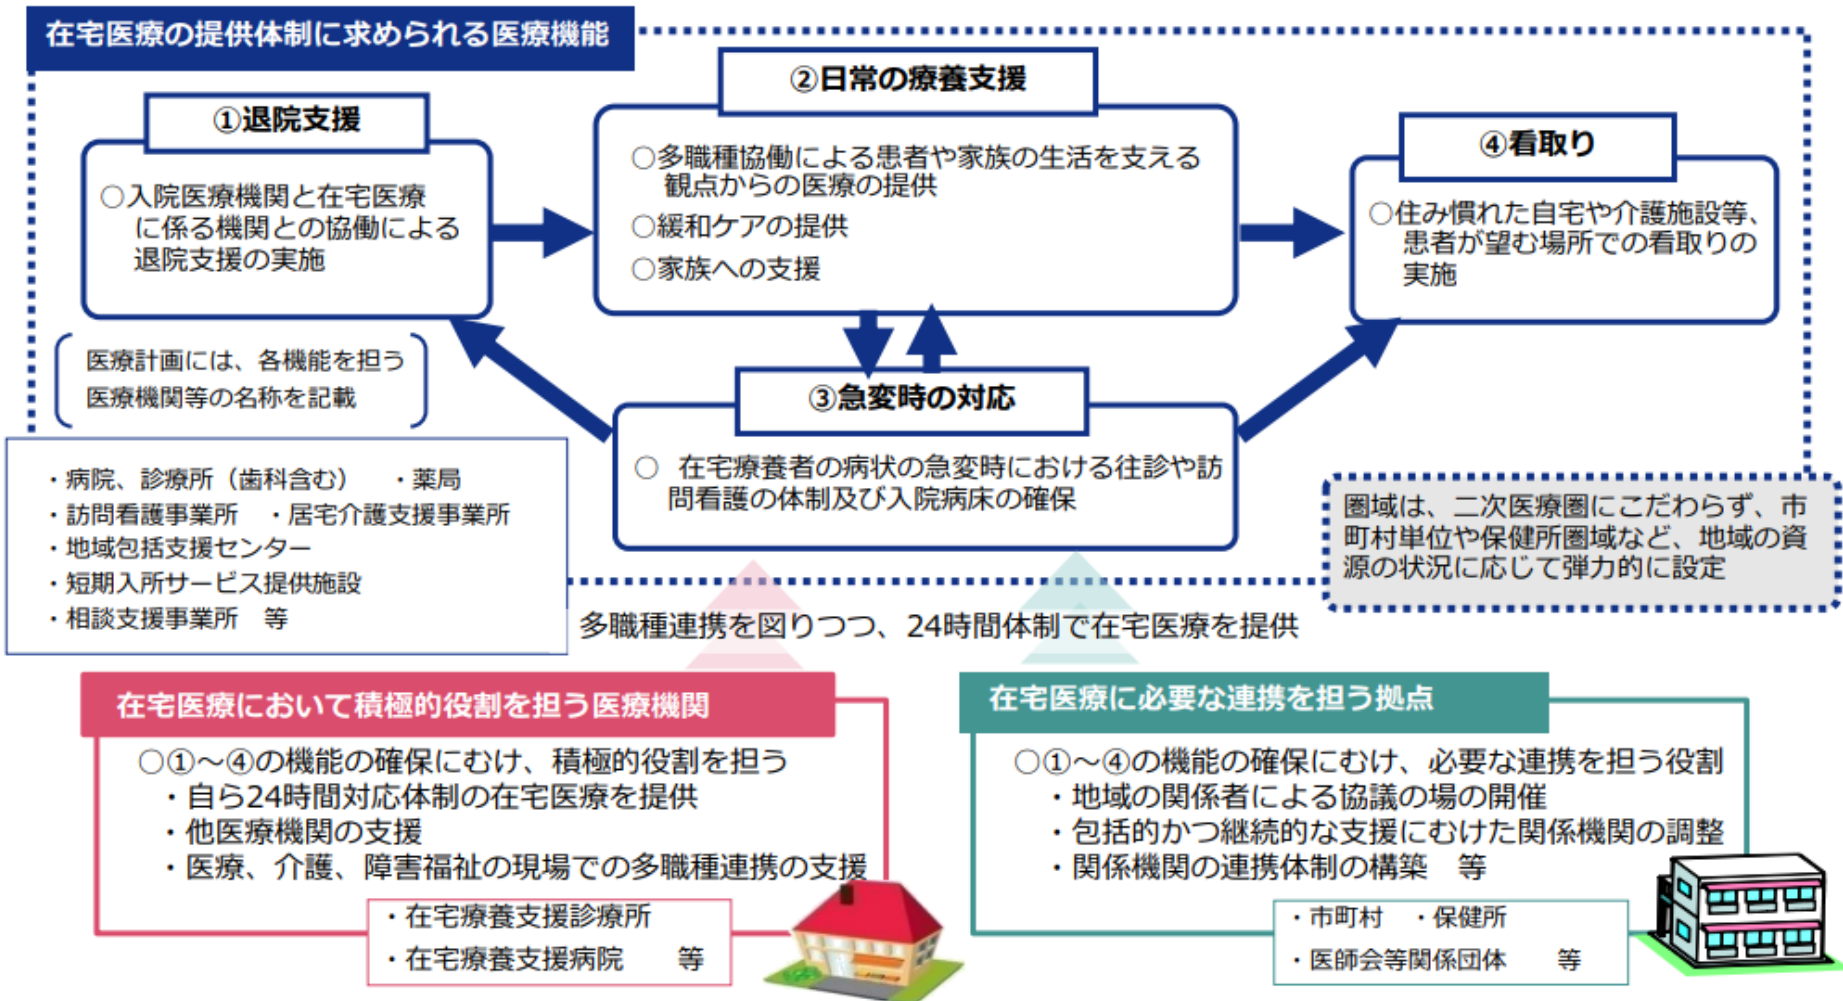 在宅医療の提供体制に求められる医療機能
①退院支援
○入院医療機関と在宅医療
に係る機関との協働による
退院支援の実施
②日常の療養支援
○多職種協働による患者や家族の生活を支える
観点からの医療の提供
○緩和ケアの提供
○家族への支援
④看取り
○住み慣れた自宅や介護施設等、
患者が望む場所での看取りの
実施
医療計画には、各機能を担う
医療機関等の名称を記載
③急変時の対応
○ 在宅療養者の病状の急変時における往診や訪
問看護の体制及び入院病床の確保
・病院、診療所（歯科含む） ・薬局
・訪問看護事業所 ・居宅介護支援事業所
・地域包括支援センター
・短期入所サービス提供施設
・相談支援事業所 等
圏域は、二次医療圏にこだわらず、市
町村単位や保健所圏域など、地域の資
源の状況に応じて弾力的に設定
多職種連携を図りつつ、24時間体制で在宅医療を提供
在宅医療において積極的役割を担う医療機関
○①～④の機能の確保にむけ、積極的役割を担う
・自ら24時間対応体制の在宅医療を提供
・他医療機関の支援
・医療、介護、障害福祉の現場での多職種連携の支援
・在宅療養支援診療所
・在宅療養支援病院 等
在宅医療に必要な連携を担う拠点
○①～④の機能の確保にむけ、必要な連携を担う役割
・地域の関係者による協議の場の開催
・包括的かつ継続的な支援にむけた関係機関の調整
・関係機関の連携体制の構築 等
・市町村 ・保健所
・医師会等関係団体 等